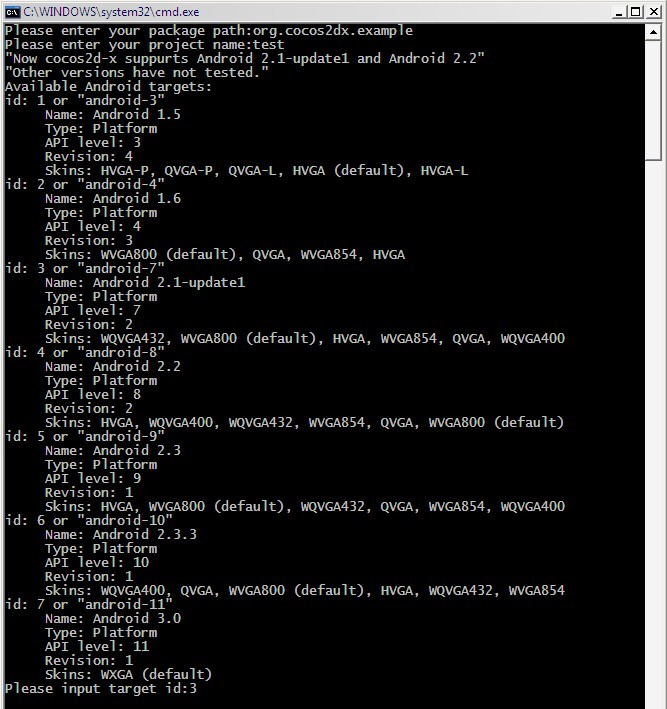 C:\WINDOWS\system32\cmd.exe
Please enter your package path:org.cocos2dx.example
Please enter your project name:test
"Now cocos2d-x suppurts Android 2.1-update1 and Android 2.2"
"Other versions have not tested."
Available Android targets:
id: 1 or "android-3"
Name: Android 1.5
Type: Platform
API level: 3
Revision: 4
Skins: HVGA-P, QVGA-P, QVGA-L, HVGA (default), HVGA-L
id: 2 or "android-4"
Name: Android 1.6
Type: Platform
API level: 4
Revision: 3
Skins: WVGA800 (default), QVGA, WVGA854, HVGA
id: 3 or "android-7"
Name: Android 2.1-update1
Type: Platform
API level: 7
Revision: 2
Skins: WQVGA432, WVGA800 (default), HVGA, WVGA854, QVGA, WQVGA400
id: 4 or "android-8"
Name: Android 2.2
Type: Platform
API level: 8
Revision: 2
Skins: HVGA, WQVGA400, WQVGA432, WVGA854, QVGA, WVGA800 (default)
id: 5 or "android-9"
Name: Android 2.3
Type: Platform
API level: 9
Revision: 1
Skins: HVGA, WVGA800 (default), WQVGA432, QVGA, WVGA854, WQVGA400
id: 6 or "android-10"
Name: Android 2.3.3
Type: Platform
API level: 10
Revision: 1
Skins: WQVGA400, QVGA, WVGA800 (default), HVGA, WQVGA432, WVGA854
id: 7 or "android-11"
Name: Android 3.0
Type: Platform
API level: 11
Revision: 1
Skins: WXGA (default)
Please input target id:3